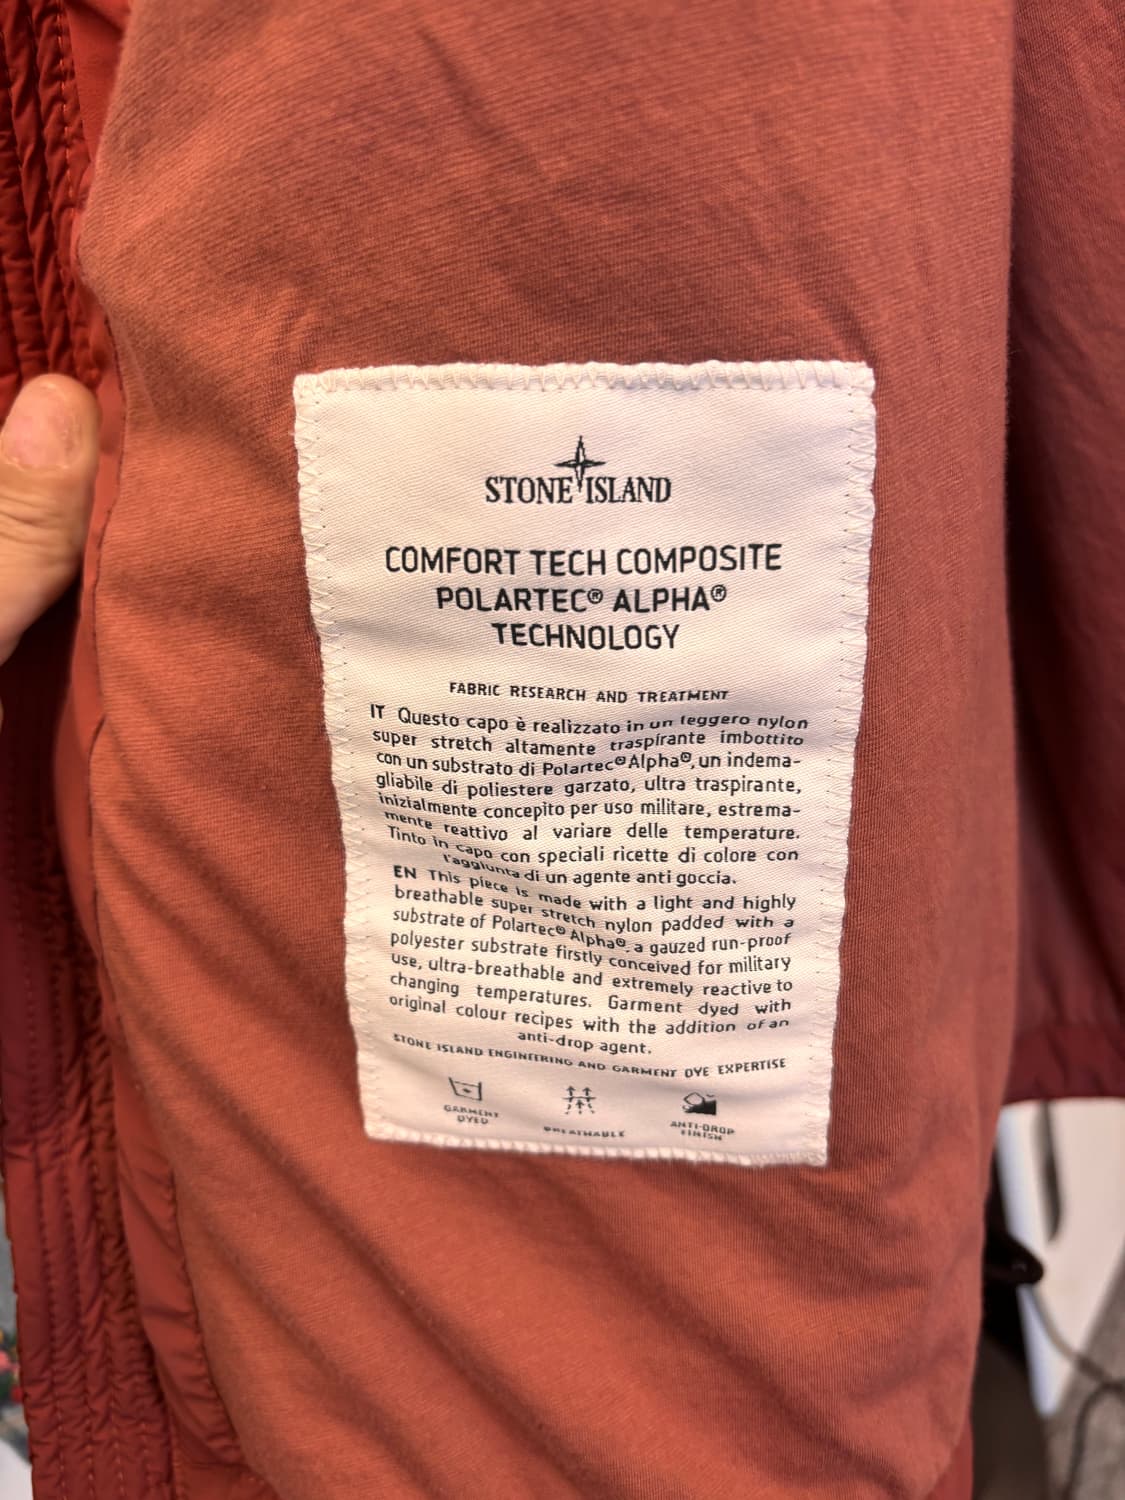 STONE ISLAND
COMFORT TECH COMPOSITE
POLARTEC® ALPHA®
TECHNOLOGY
FABRIC RESEARCH AND TREATMENT
IT Questo capo è realizzato in un leggero nylon
super stretch altamente traspirante imbottito
con un substrato di Polartec® Alpha®, un indema-
gliabile di poliestere garzato, ultra traspirante,
inizialmente concepito per uso militare, estrema-
mente reattivo al variare delle temperature.
Tinto in capo con speciali ricette di colore con
l'aggiunta di un agente anti goccia.
EN This piece is made with a light and highly
breathable super stretch nylon padded with a
substrate of Polartec® Alpha®, a gauzed run-proof
polyester substrate firstly conceived for military
use, ultra-breathable and extremely reactive to
changing temperatures. Garment dyed with
original colour recipes with the addition of an
anti-drop agent.
STONE ISLAND ENGINEERING AND GARMENT DYE EXPERTISE
GARMENT
DYED
BREATHABLE
ANTI-DROP
FINISH